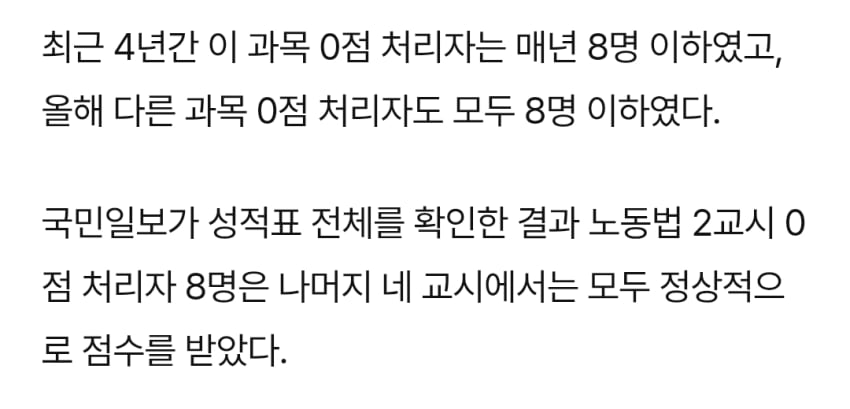 최근 4년간 이 과목 0점 처리자는 매년 8명 이하였고,
올해 다른 과목 0점 처리자도 모두 8명 이하였다.
국민일보가 성적표 전체를 확인한 결과 노동법 2교시 0
점 처리자 8명은 나머지 네 교시에서는 모두 정상적으
로 점수를 받았다.